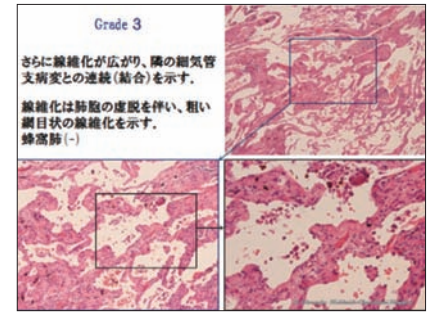 Grade 3
さらに線維化が広がり、隣の細気管
支病変との連続（結合）を示す．
線維化は肺胞の虚脱を伴い、粗い
網目状の線維化を示す．
蜂窩肺(-)